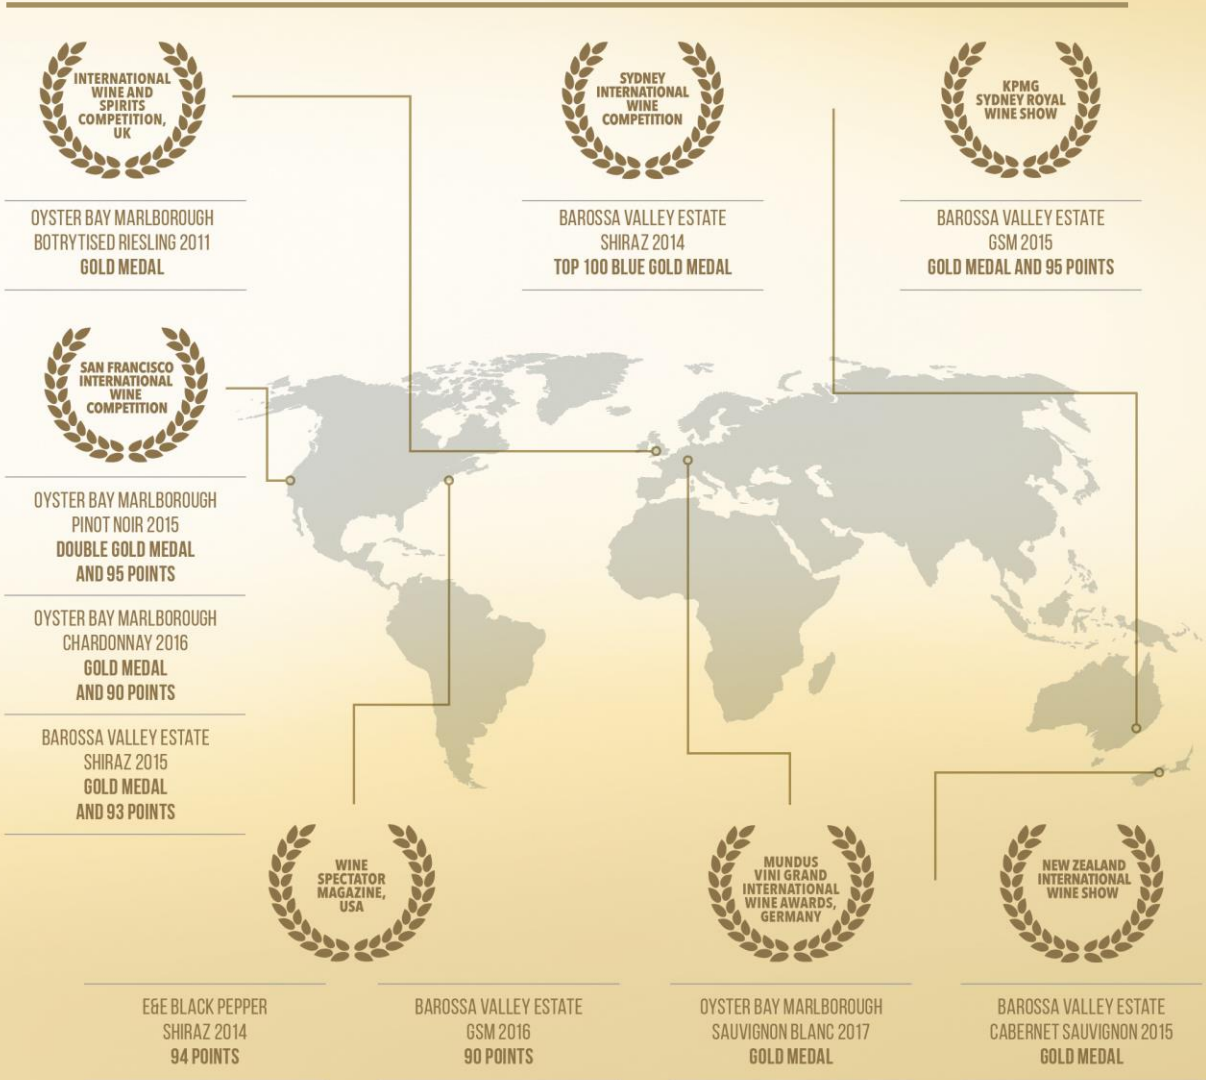 INTERNATIONAL
WINE AND
SPIRITS
COMPETITION,
UK
OYSTER BAY MARLBOROUGH
BOTRYTISED RIESLING 2011
GOLD MEDAL
SYDNEY
INTERNATIONAL
WINE
COMPETITION
BAROSSA VALLEY ESTATE
SHIRAZ 2014
TOP 100 BLUE GOLD MEDAL
KPMG
SYDNEY ROYAL
WINE SHOW
BAROSSA VALLEY ESTATE
GSM 2015
GOLD MEDAL AND 95 POINTS
SAN FRANCISCO
INTERNATIONAL
WINE
COMPETITION
OYSTER BAY MARLBOROUGH
PINOT NOIR 2015
DOUBLE GOLD MEDAL
AND 95 POINTS
OYSTER BAY MARLBOROUGH
CHARDONNAY 2016
GOLD MEDAL
AND 90 POINTS
BAROSSA VALLEY ESTATE
SHIRAZ 2015
GOLD MEDAL
AND 93 POINTS
WINE
SPECTATOR
MAGAZINE,
USA
E&E BLACK PEPPER
SHIRAZ 2014
94 POINTS
BAROSSA VALLEY ESTATE
GSM 2016
90 POINTS
MUNDUS
VINI GRAND
INTERNATIONAL
WINE AWARDS,
GERMANY
OYSTER BAY MARLBOROUGH
SAUVIGNON BLANC 2017
GOLD MEDAL
NEW ZEALAND
INTERNATIONAL
WINE SHOW
BAROSSA VALLEY ESTATE
CABERNET SAUVIGNON 2015
GOLD MEDAL